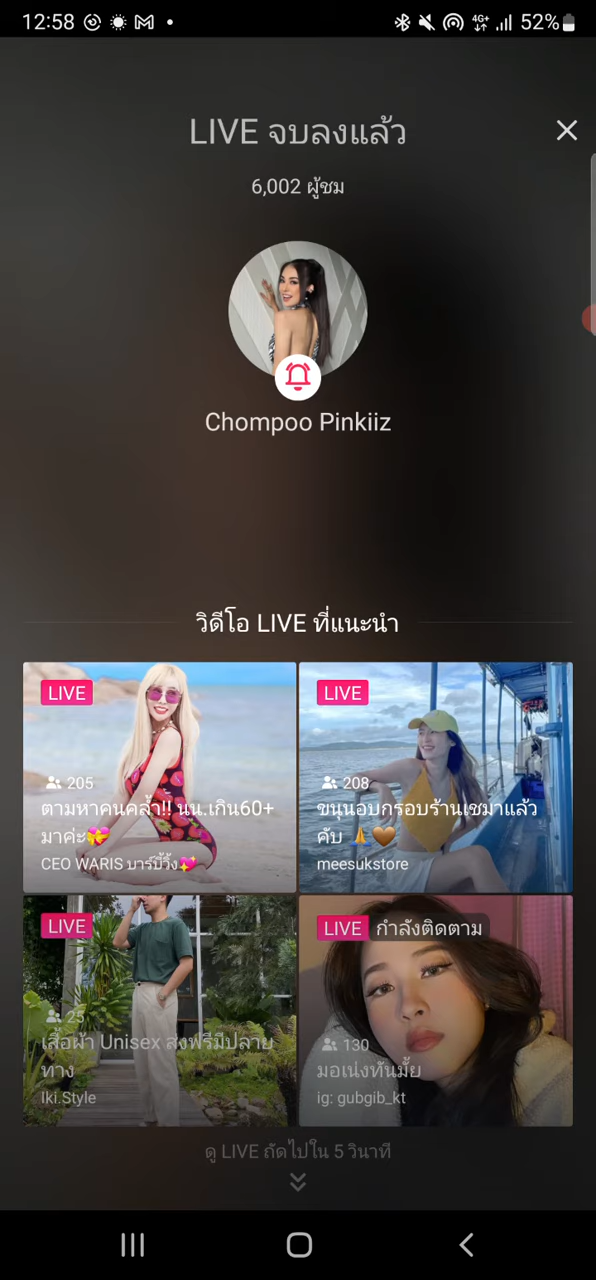 12:58
4G+
52%
LIVE จบลงแล้ว
6,002 ผู้ชม
Chompoo Pinkiiz
วิดีโอ LIVE ที่แนะนำ
LIVE
205
ตามหาคนคล้ำ!! นน.เกิน60+
มาค่ะ💝
CEO WARIS บาร์บี้วิ้ง💖
LIVE
208
ขนุนอบกรอบร้านเชมาแล้ว
คับ ⛵🧡
meesukstore
LIVE
25
เสื้อผ้า Unisex ส่งฟรีมีปลาย
ทาง
Iki.Style
LIVE กำลังติดตาม
130
มอเน่งทันมั้ย
ig: gubgib_kt
ดู LIVE ถัดไปใน 5 วินาที